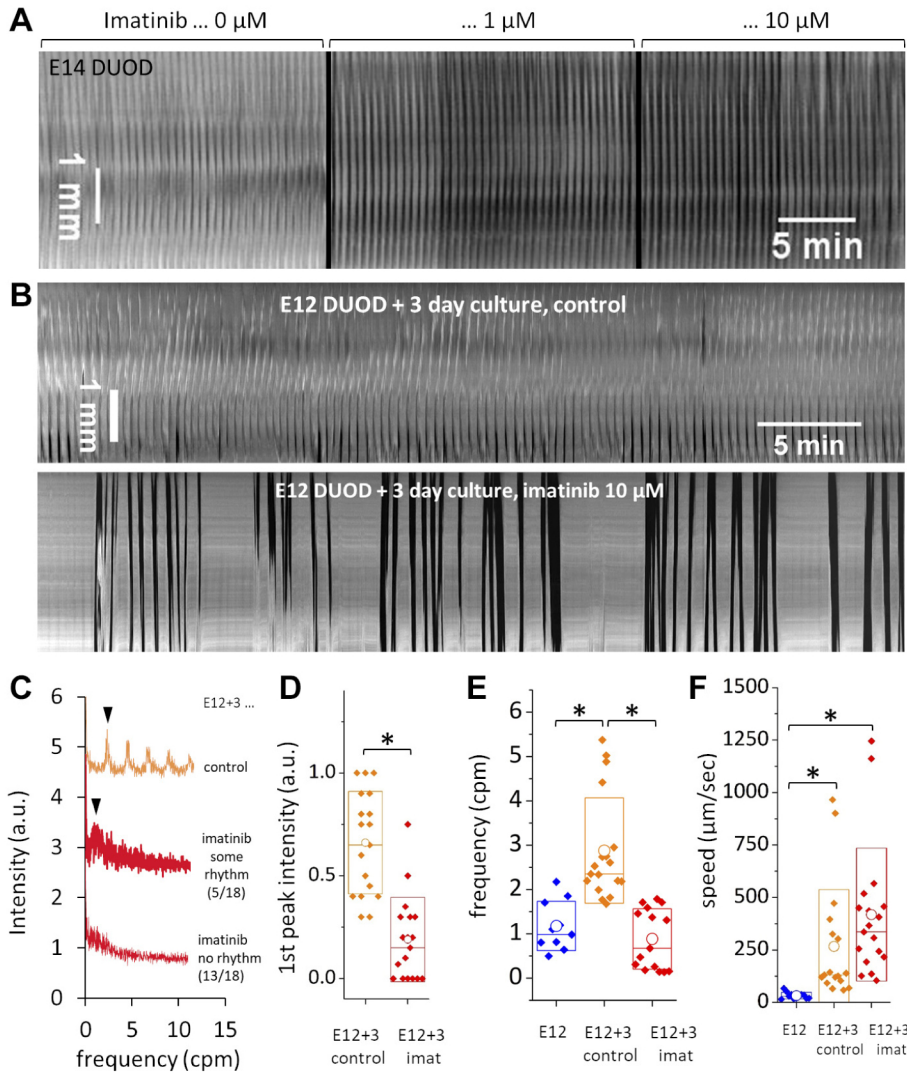 A
Imatinib ... 0 µM
... 1 µM
... 10 µM
E14 DUOD
1 mm
5 min
B
E12 DUOD + 3 day culture, control
1 mm
5 min
E12 DUOD + 3 day culture, imatinib 10 µM
C
6
5
4
3
2
1
0
Intensity (a.u.)
E12+3 ...
control
imatinib
some
rhythm
(5/18)
imatinib
no rhythm
(13/18)
0 5 10 15
frequency (cpm)
D
*
1.0
0.5
0.0
1st peak intensity (a.u.)
E12+3
control
E12+3
imat
E
* *
6
5
4
3
2
1
0
frequency (cpm)
E12
E12+3
control
E12+3
imat
F
1500
1250
1000
750
500
250
0
*
*
speed (µm/sec)
E12
E12+3
control
E12+3
imat